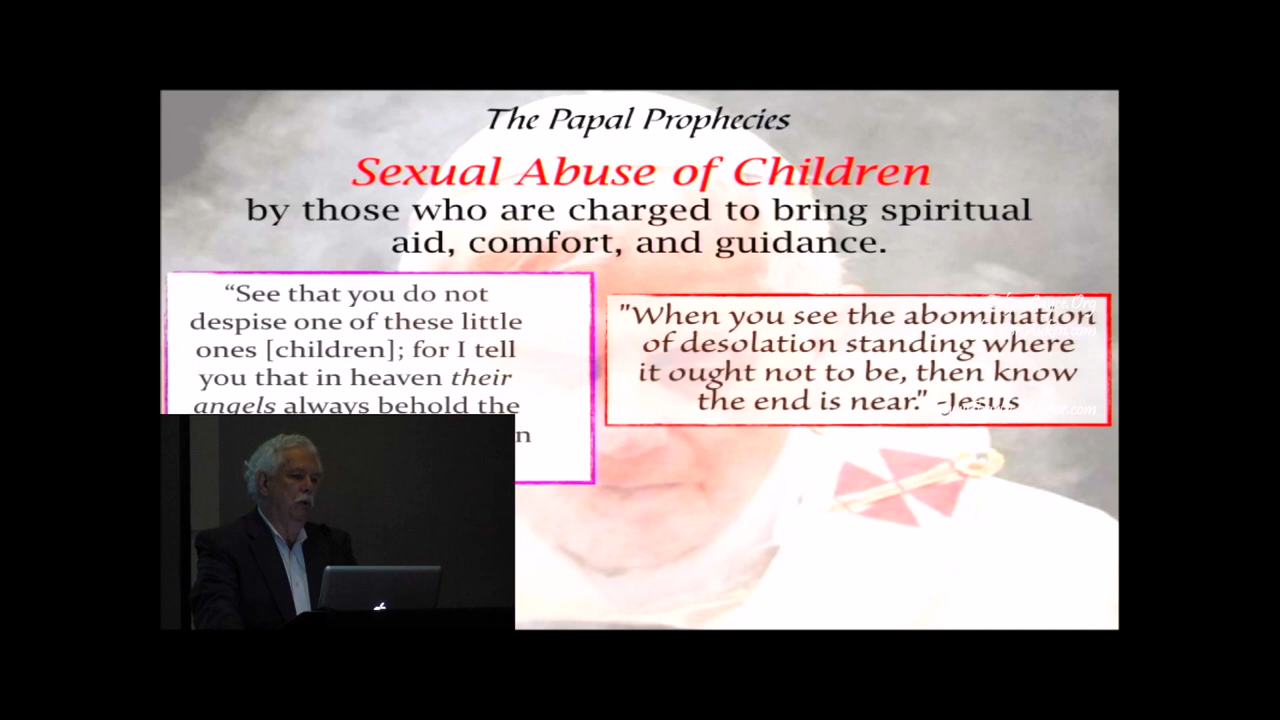 The Papal Prophecies
Sexual Abuse of Children
by those who are charged to bring spiritual
aid, comfort, and guidance.
“See that you do not
despise one of these little
ones [children]; for I tell
you that in heaven their
angels always behold the
"When you see the abomination
of desolation standing where
it ought not to be, then know
the end is near." -Jesus